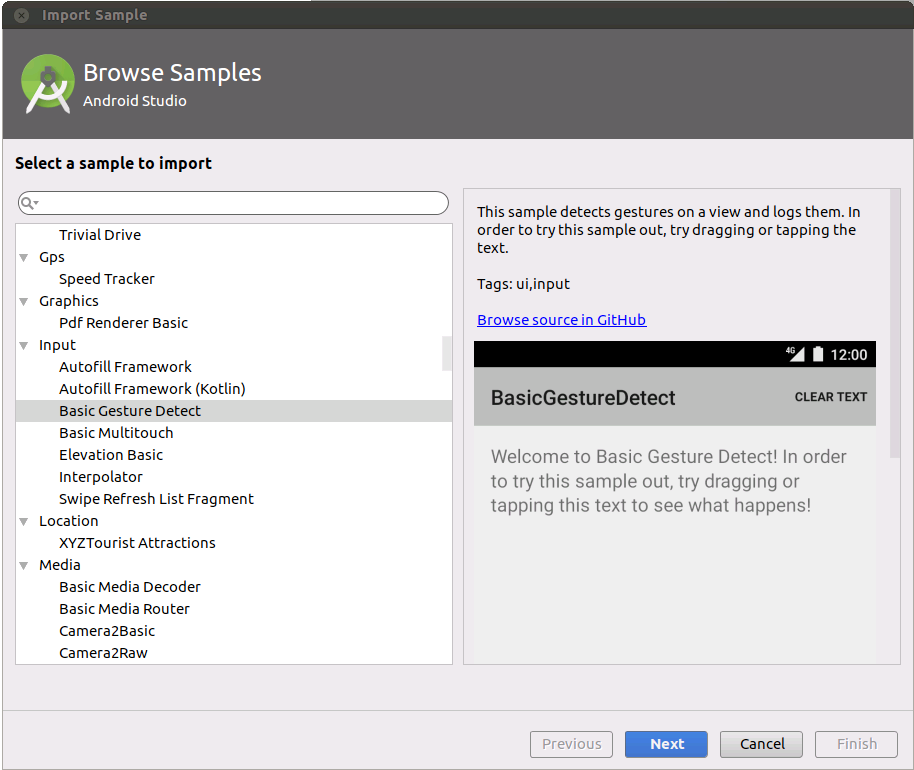 Import Sample
Browse Samples
Android Studio
Select a sample to import
Trivial Drive
Gps
Speed Tracker
Graphics
Pdf Renderer Basic
Input
Autofill Framework
Autofill Framework (Kotlin)
Basic Gesture Detect
Basic Multitouch
Elevation Basic
Interpolator
Swipe Refresh List Fragment
Location
XYZTourist Attractions
Media
Basic Media Decoder
Basic Media Router
Camera2Basic
Camera2Raw
This sample detects gestures on a view and logs them. In
order to try this sample out, try dragging or tapping the
text.
Tags: ui,input
Browse source in GitHub
4G 12:00
BasicGestureDetect CLEAR TEXT
Welcome to Basic Gesture Detect! In order
to try this sample out, try dragging or
tapping this text to see what happens!
Previous Next Cancel Finish